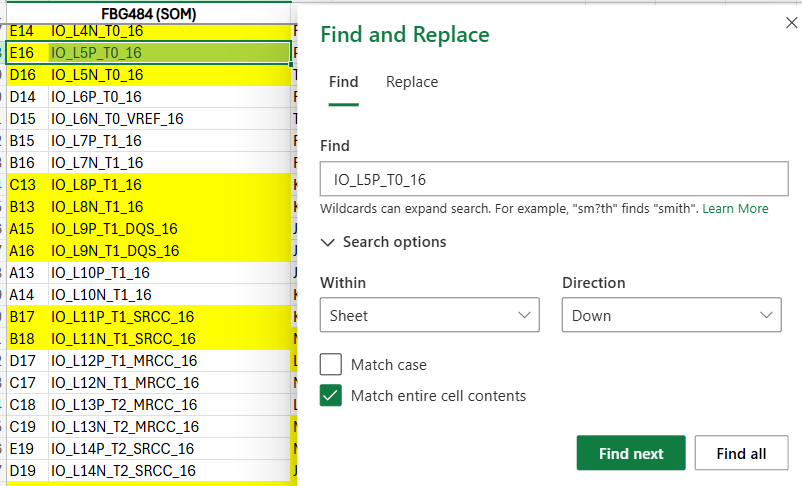 FBG484 (SOM)
E14 IO_L4N_T0_16
E16 IO_L5P_T0_16
D16 IO_L5N_T0_16
D14 IO_L6P_T0_16
D15 IO_L6N_T0_VREF_16
B15 IO_L7P_T1_16
B16 IO_L7N_T1_16
C13 IO_L8P_T1_16
B13 IO_L8N_T1_16
A15 IO_L9P_T1_DQS_16
A16 IO_L9N_T1_DQS_16
A13 IO_L10P_T1_16
A14 IO_L10N_T1_16
B17 IO_L11P_T1_SRCC_16
B18 IO_L11N_T1_SRCC_16
D17 IO_L12P_T1_MRCC_16
C17 IO_L12N_T1_MRCC_16
C18 IO_L13P_T2_MRCC_16
C19 IO_L13N_T2_MRCC_16
E19 IO_L14P_T2_SRCC_16
D19 IO_L14N_T2_SRCC_16
Find and Replace
Find Replace
Find
IO_L5P_T0_16
Wildcards can expand search. For example, "sm?th" finds "smith". Learn More
Search options
Within Direction
Sheet Down
Match case
Match entire cell contents
Find next Find all